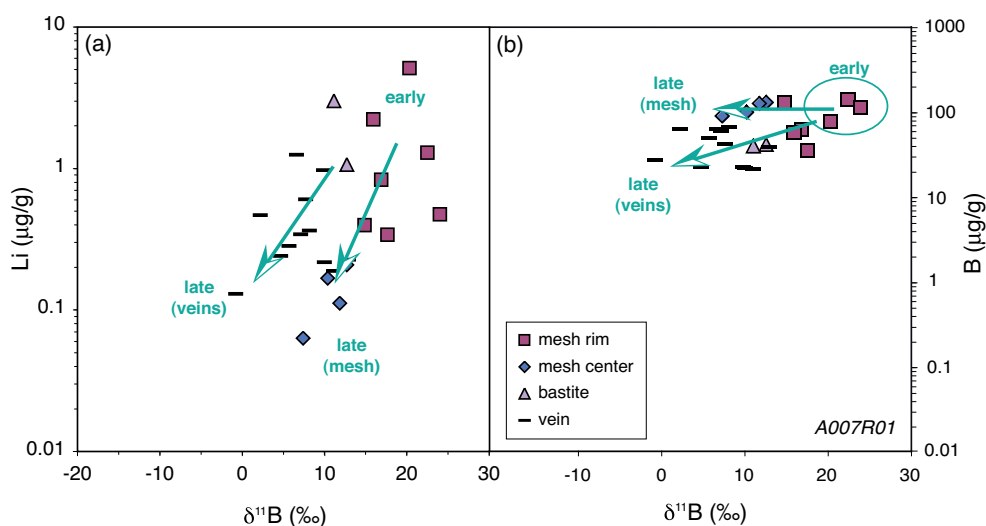 (a)
10
1
0.1
0.01
Li (µg/g)
early
late
(veins)
late
(mesh)
-20
-10
0
10
20
30
δ¹¹B (‰)
(b)
early
late
(mesh)
late
(veins)
mesh rim
mesh center
bastite
vein
A007R01
1000
100
10
1
0.1
0.01
B (µg/g)
-10
0
10
20
30
δ¹¹B (‰)